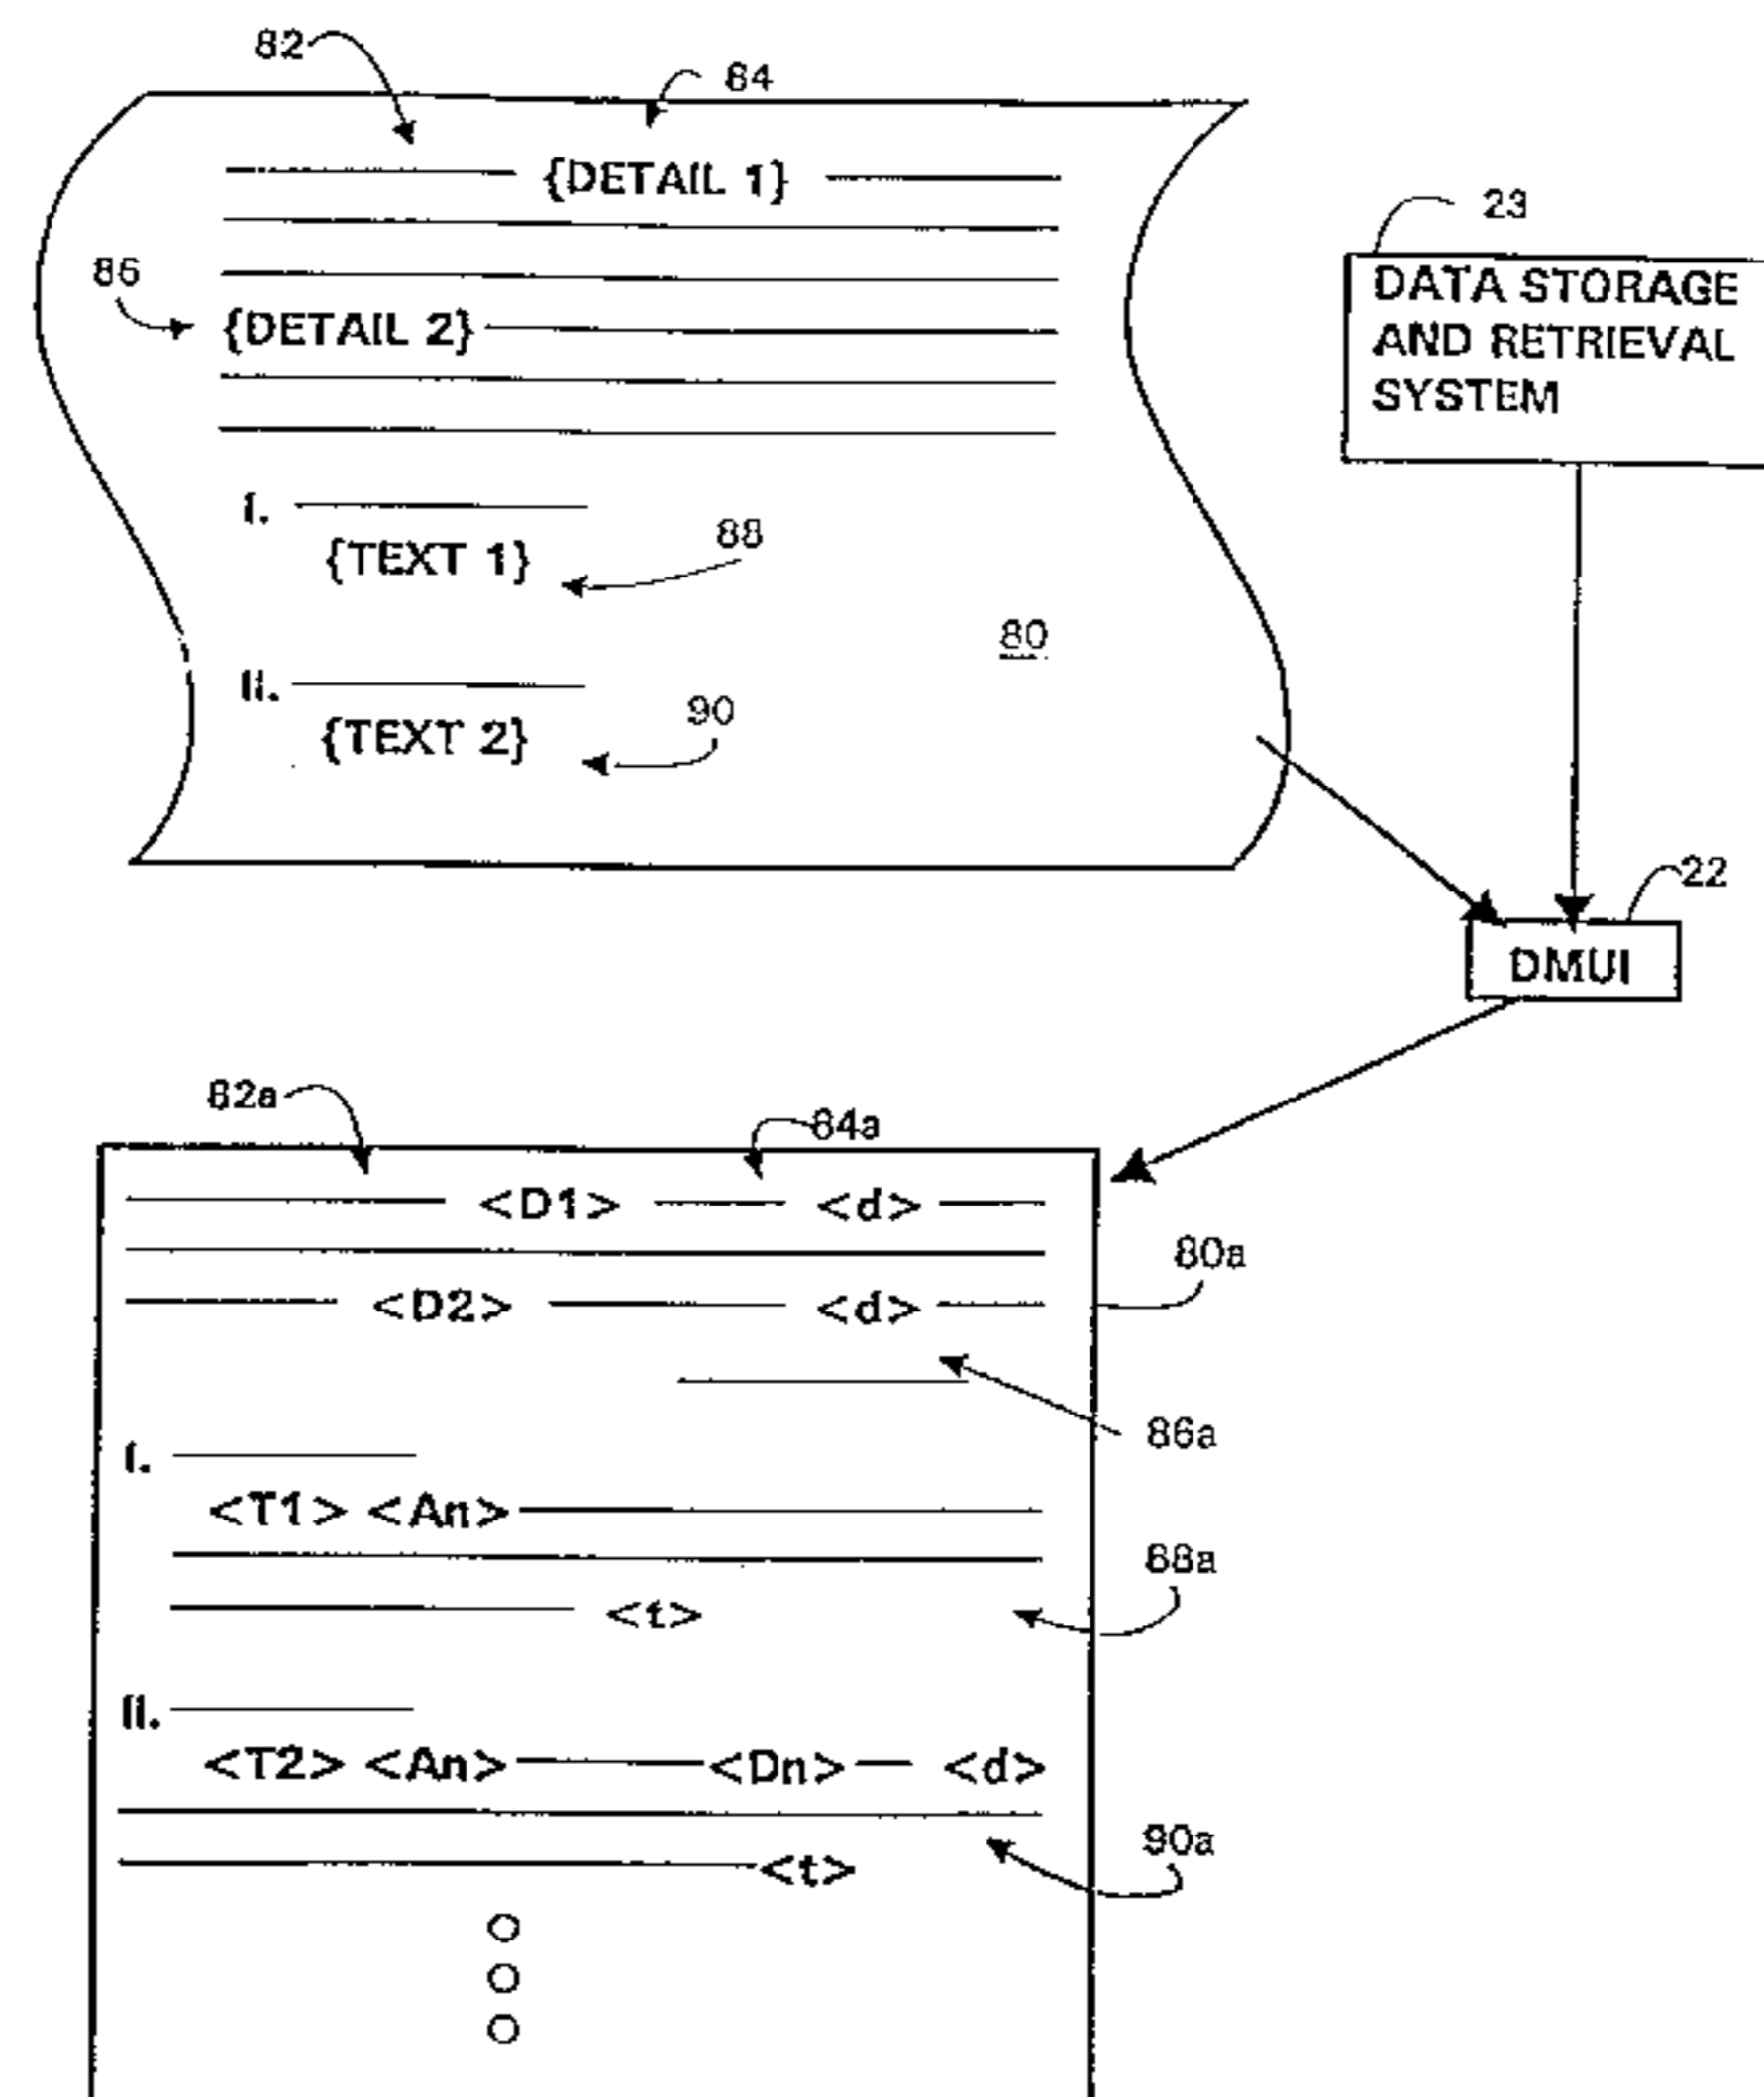 82
84
{DETAIL 1}
23
DATA STORAGE
AND RETRIEVAL
SYSTEM
86
{DETAIL 2}
I.
{TEXT 1}
88
80
II.
{TEXT 2}
90
22
DMUI
82a
84a
<D1> <d>
80a
<D2> <d>
86a
I.
<T1> <An>
88a
<t>
II.
<T2> <An> <Dn> <d>
90a
<t>